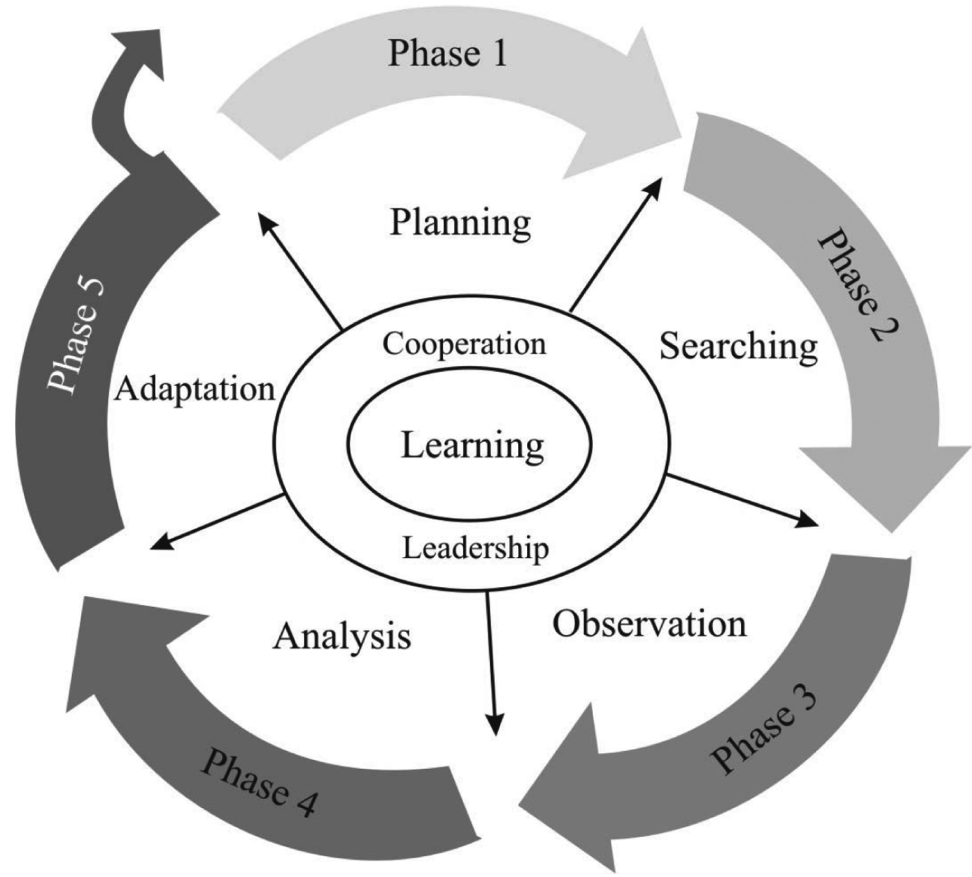 Phase 1
Planning
Phase 2
Searching
Phase 3
Observation
Phase 4
Analysis
Phase 5
Adaptation
Cooperation
Learning
Leadership